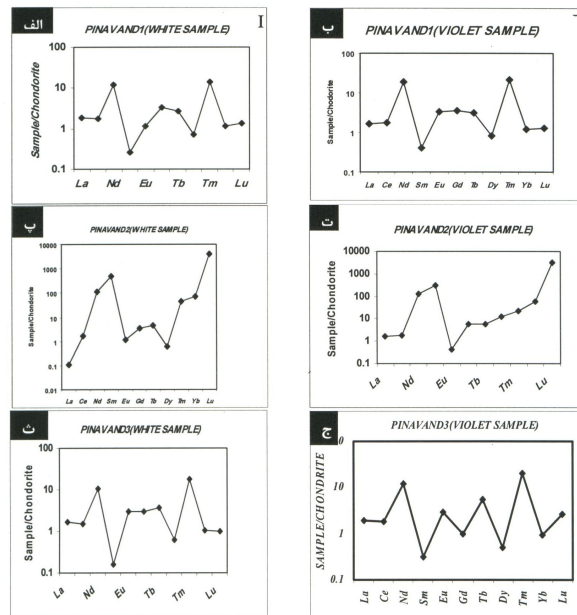 الف
I
PINAVAND1(WHITE SAMPLE)
Sample/Chondorite
100
10
1
0.1
La Nd Eu Tb Tm Lu
ب
PINAVAND1(VIOLET SAMPLE)
Sample/Chodorite
100
10
1
0.1
La Ce Nd Sm Eu Gd Tb Dy Tm Yb Lu
پ
PINAVAND2(WHITE SAMPLE)
Sample/Chondorite
10000
1000
100
10
1
0.1
0.01
La Ce Nd Sm Eu Gd Tb Dy Tm Yb Lu
ت
PINAVAND2(VIOLET SAMPLE)
Sample/Chondorite
10000
1000
100
10
1
0.1
La Nd Eu Tb Tm Lu
ث
PINAVAND3(WHITE SAMPLE)
Sample/Chondorite
100
10
1
0.1
La Nd Eu Tb Tm Lu
ج
PINAVAND3(VIOLET SAMPLE)
SAMPLE/CHONDRITE
0
10
1
0.1
La Ce Nd Sm Eu Gd Tb Dy Tm Yb Lu